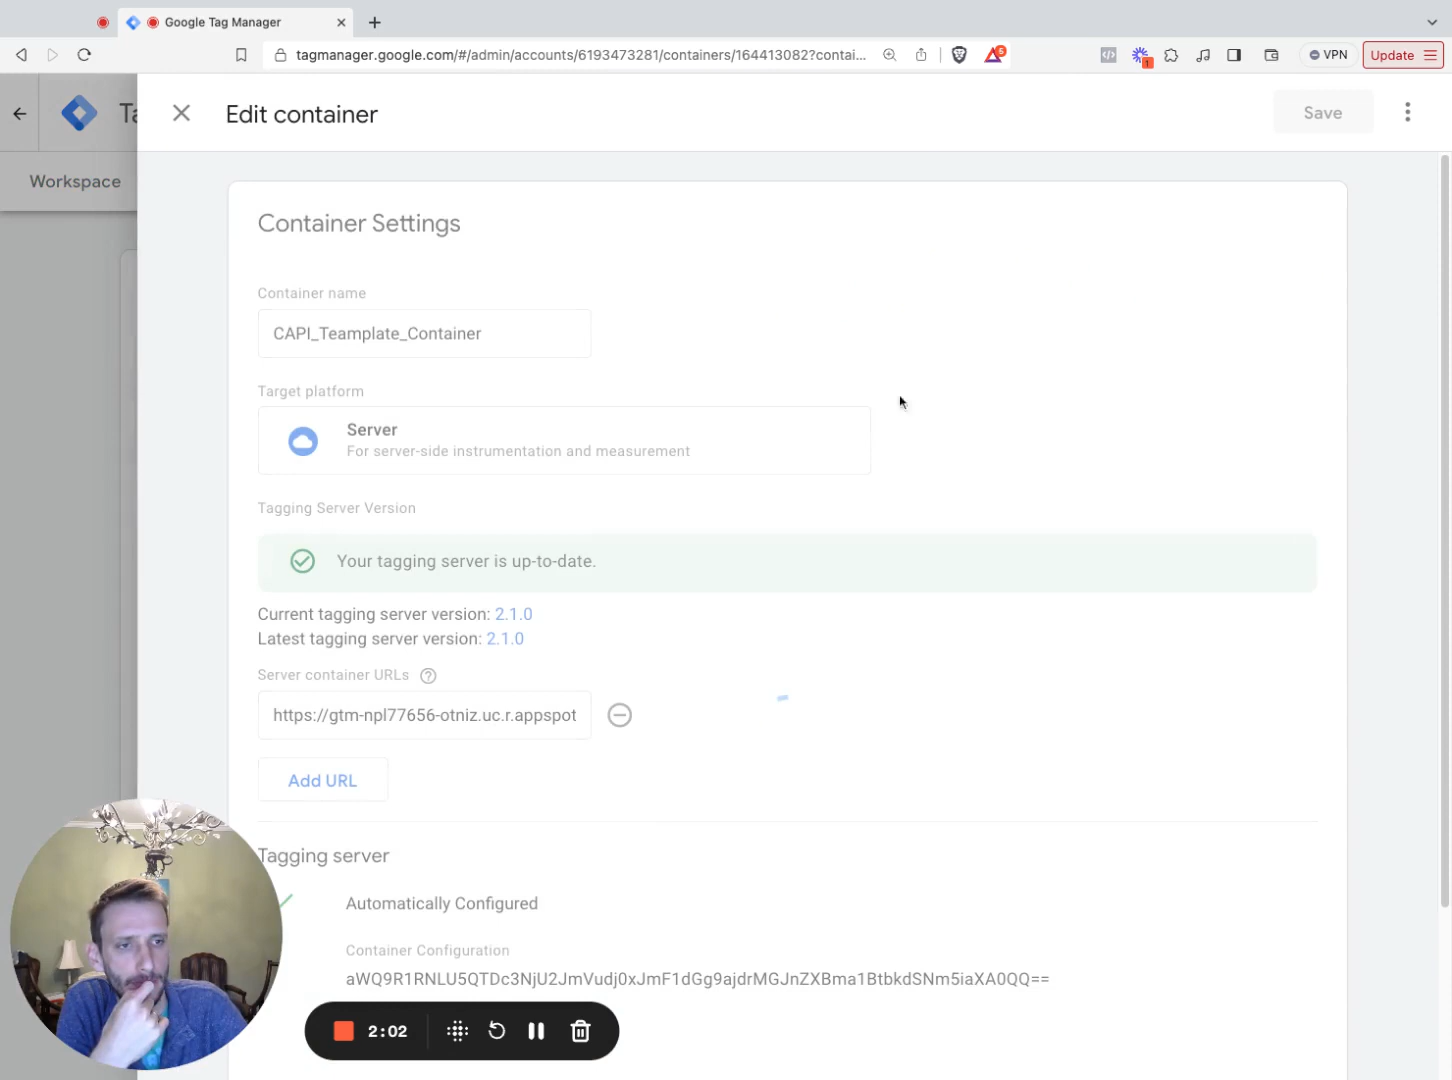 Google Tag Manager
tagmanager.google.com/#/admin/accounts/6193473281/containers/164413082?contai...
5
1
VPN
Update
Ta
Edit container
Save
Workspace
Container Settings
Container name
CAPI_Teamplate_Container
Target platform
Server
For server-side instrumentation and measurement
Tagging Server Version
Your tagging server is up-to-date.
Current tagging server version: 2.1.0
Latest tagging server version: 2.1.0
Server container URLs
https://gtm-npl77656-otniz.uc.r.appspot
Add URL
Tagging server
Automatically Configured
Container Configuration
aWQ9R1RNLU5QTDc3NjU2JmVudj0xJmF1dGg9ajdrMGJnZXBma1BtbkdSNm5iaXA0QQ==
2:02